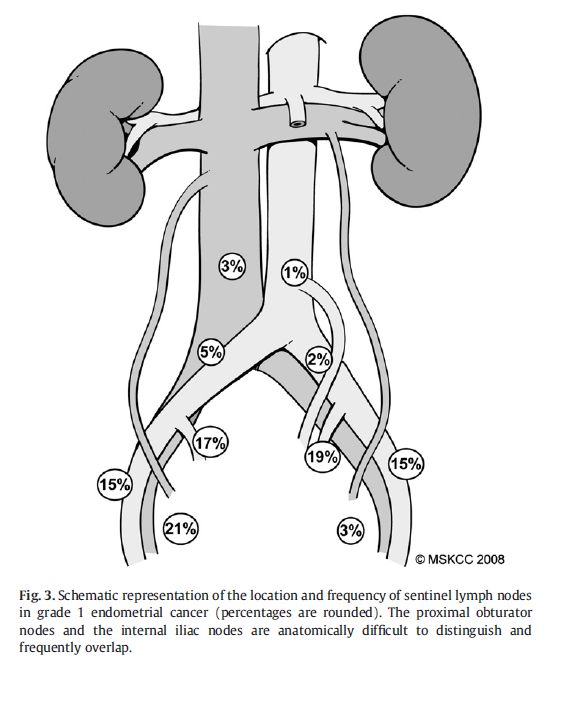 3%
1%
5%
2%
17%
19%
15%
15%
21%
3%
© MSKCC 2008
Fig. 3. Schematic representation of the location and frequency of sentinel lymph nodes
in grade 1 endometrial cancer (percentages are rounded). The proximal obturator
nodes and the internal iliac nodes are anatomically difficult to distinguish and
frequently overlap.